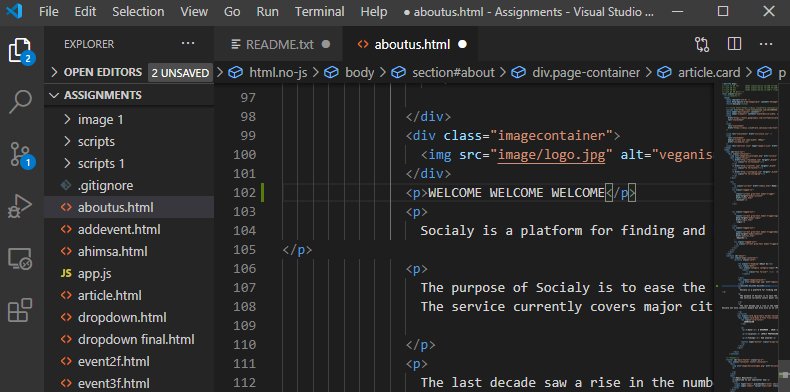 File Edit Selection View Go Run Terminal Help ● aboutus.html - Assignments - Visual Studio ...
EXPLORER ...
README.txt ●
<> aboutus.html ●
2
OPEN EDITORS 2 UNSAVED
html.no-js > body > section#about > div.page-container > article.card > p
ASSIGNMENTS
image 1
scripts
scripts 1
.gitignore
<> aboutus.html
<> addevent.html
<> ahimsa.html
JS app.js
<> article.html
<> dropdown.html
<> dropdown final.html
<> event2f.html
<> event3f.html
1
97
98 </div>
99 <div class="imagecontainer">
100 <img src="image/logo.jpg" alt="veganis
101 </div>
102 <p>WELCOME WELCOME WELCOME</p>
103 <p>
104 Socialy is a platform for finding and
105 </p>
106 <p>
107 The purpose of Socialy is to ease the
108 The service currently covers major cit
109
110 </p>
111 <p>
112 The last decade saw a rise in the numb